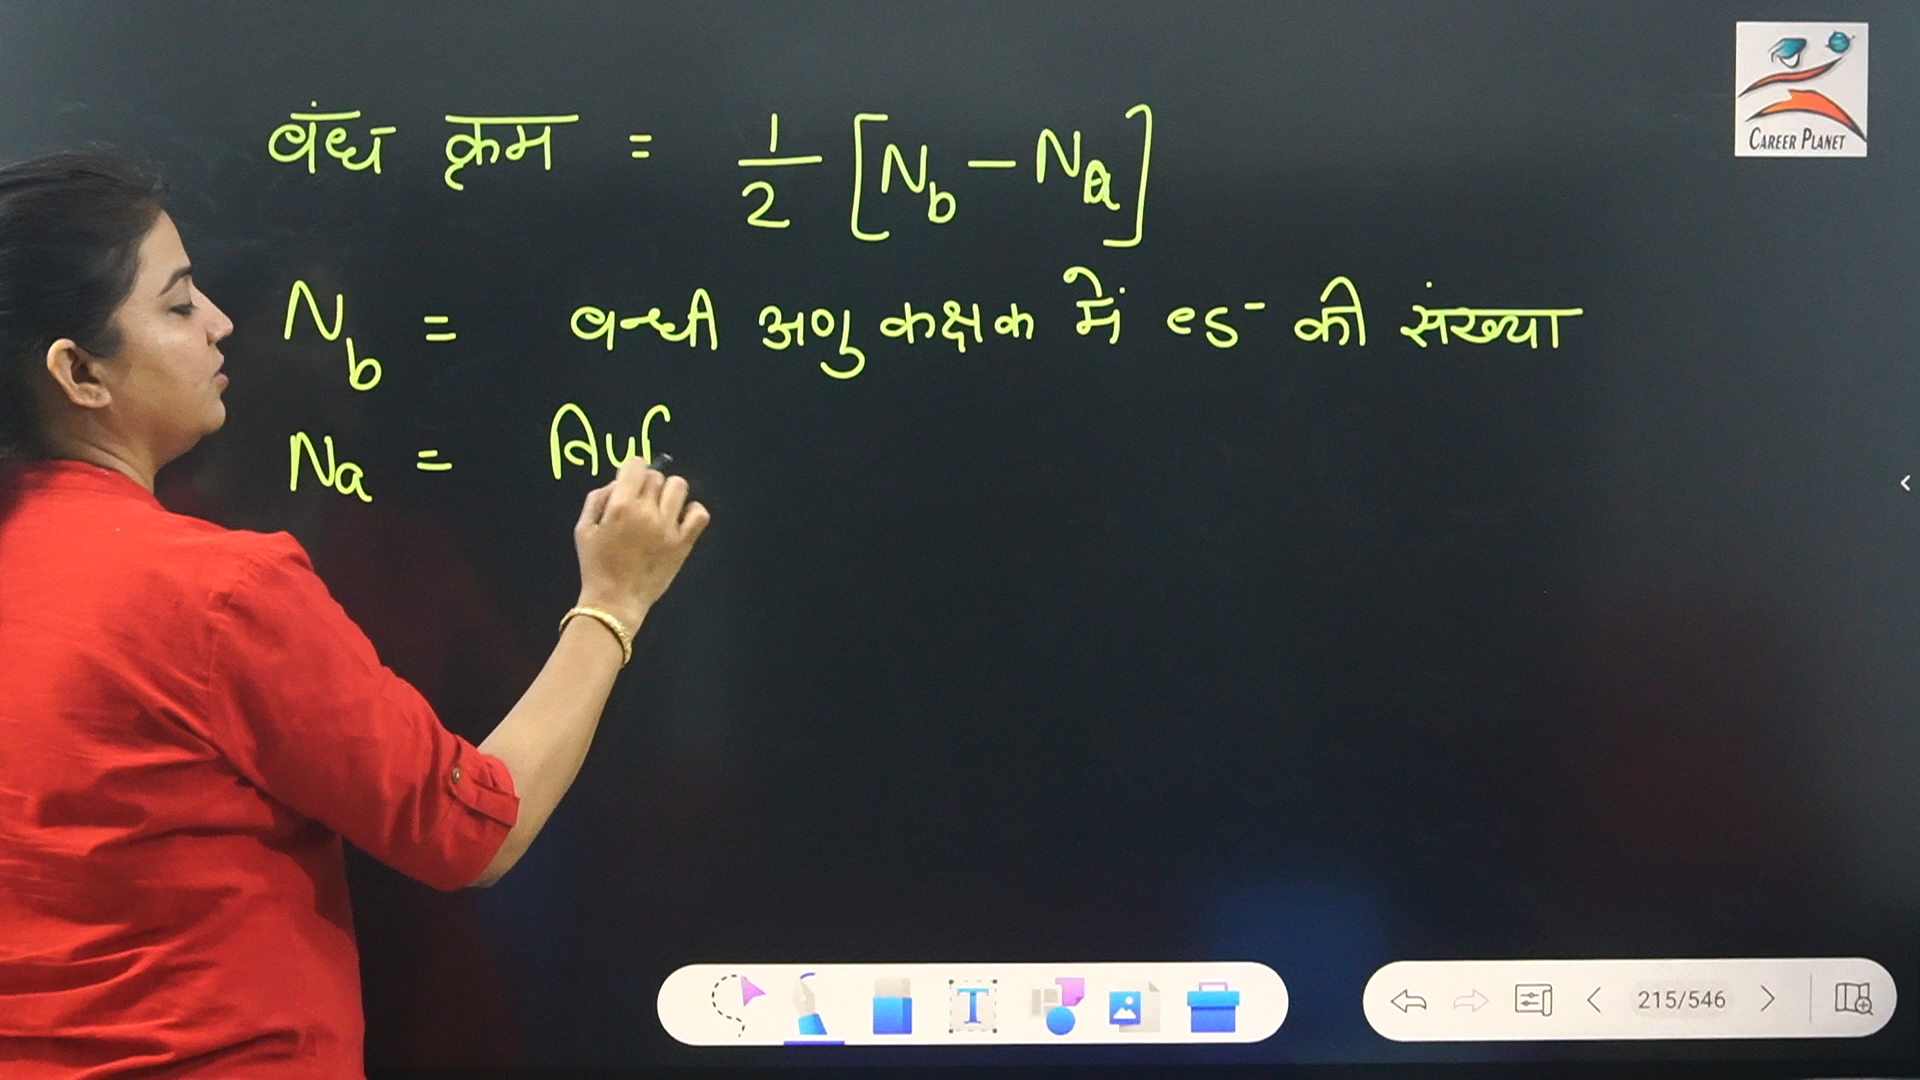 बंध क्रम = 1/2 [Nb - Na]
Nb = बन्धी अणु कक्षक में es⁻ की संख्या
Na =
CAREER PLANET
215/546